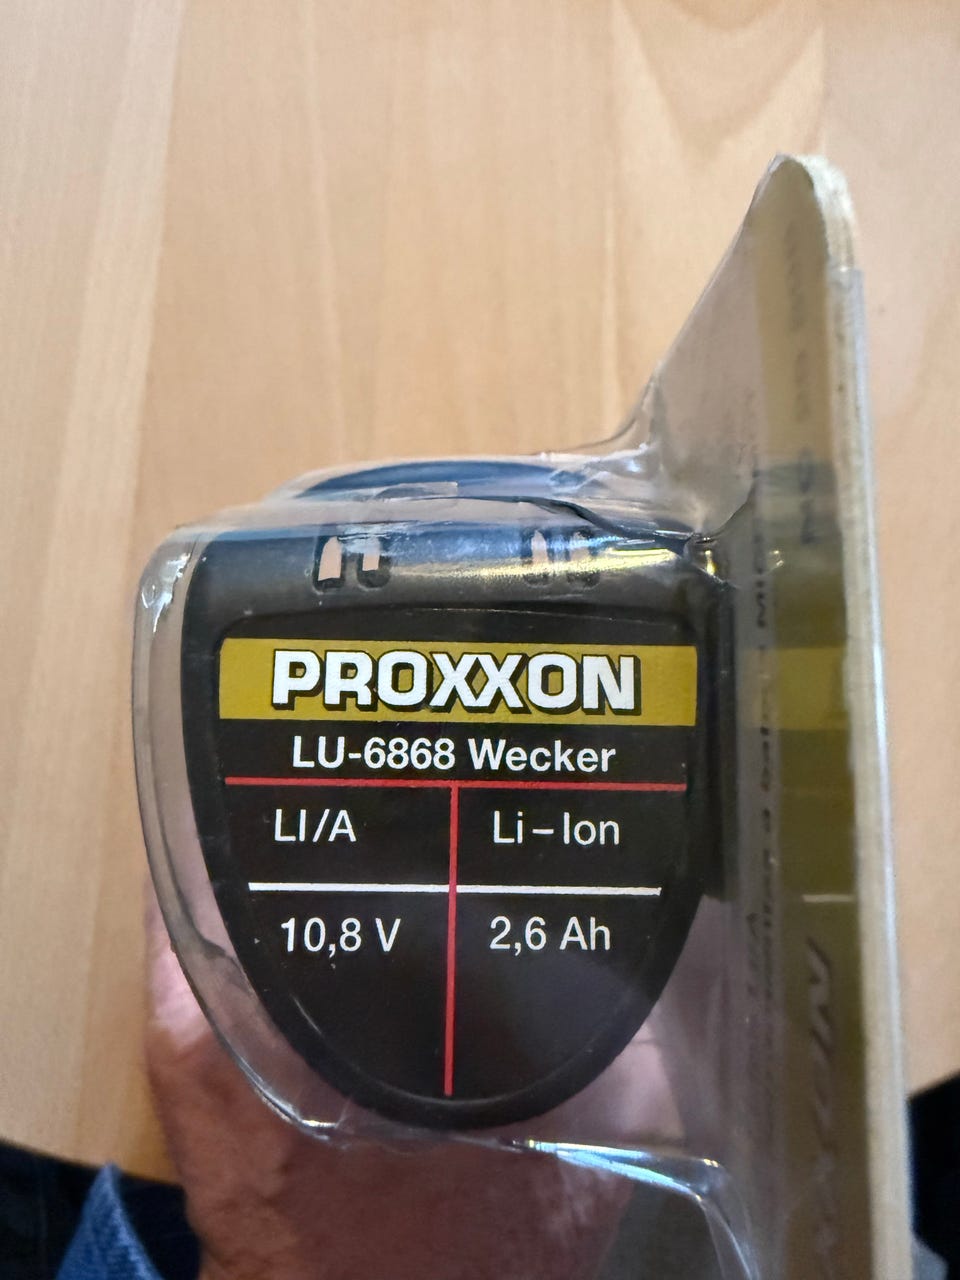 PROXXON
LU-6868 Wecker
LI/A
Li-Ion
10,8 V
2,6 Ah